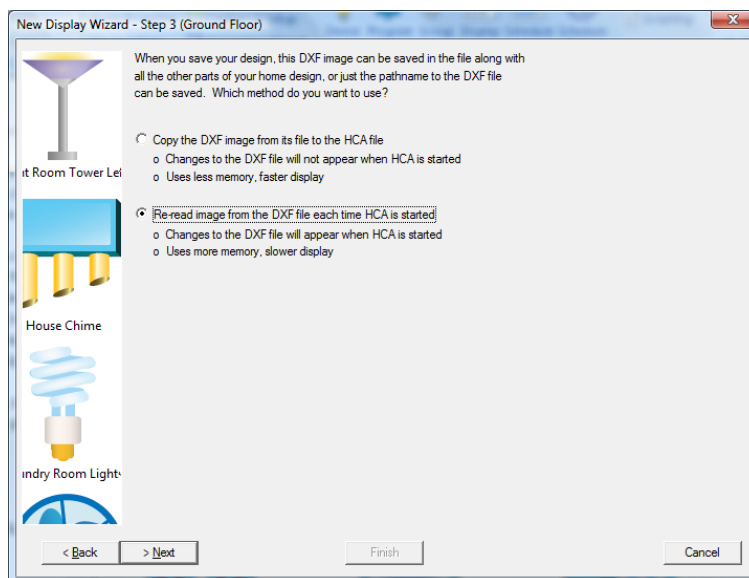 New Display Wizard - Step 3 (Ground Floor)
When you save your design, this DXF image can be saved in the file along with
all the other parts of your home design, or just the pathname to the DXF file
can be saved. Which method do you want to use?
Copy the DXF image from its file to the HCA file
o Changes to the DXF file will not appear when HCA is started
o Uses less memory, faster display
Re-read image from the DXF file each time HCA is started
o Changes to the DXF file will appear when HCA is started
o Uses more memory, slower display
Room Tower
House Chime
Room Light
< Back
> Next
Finish
Cancel